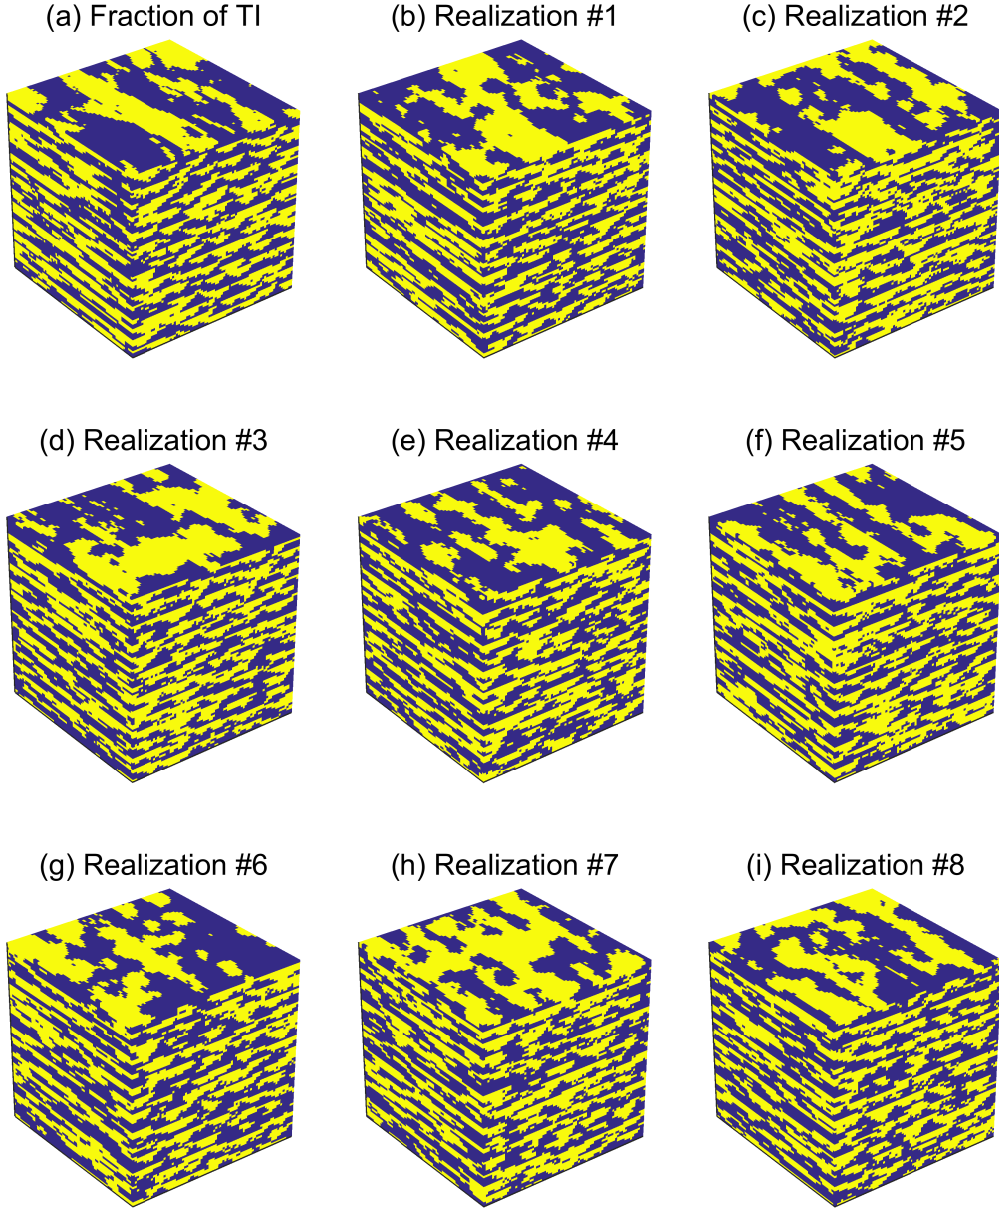 (a) Fraction of TI
(b) Realization #1
(c) Realization #2
(d) Realization #3
(e) Realization #4
(f) Realization #5
(g) Realization #6
(h) Realization #7
(i) Realization #8